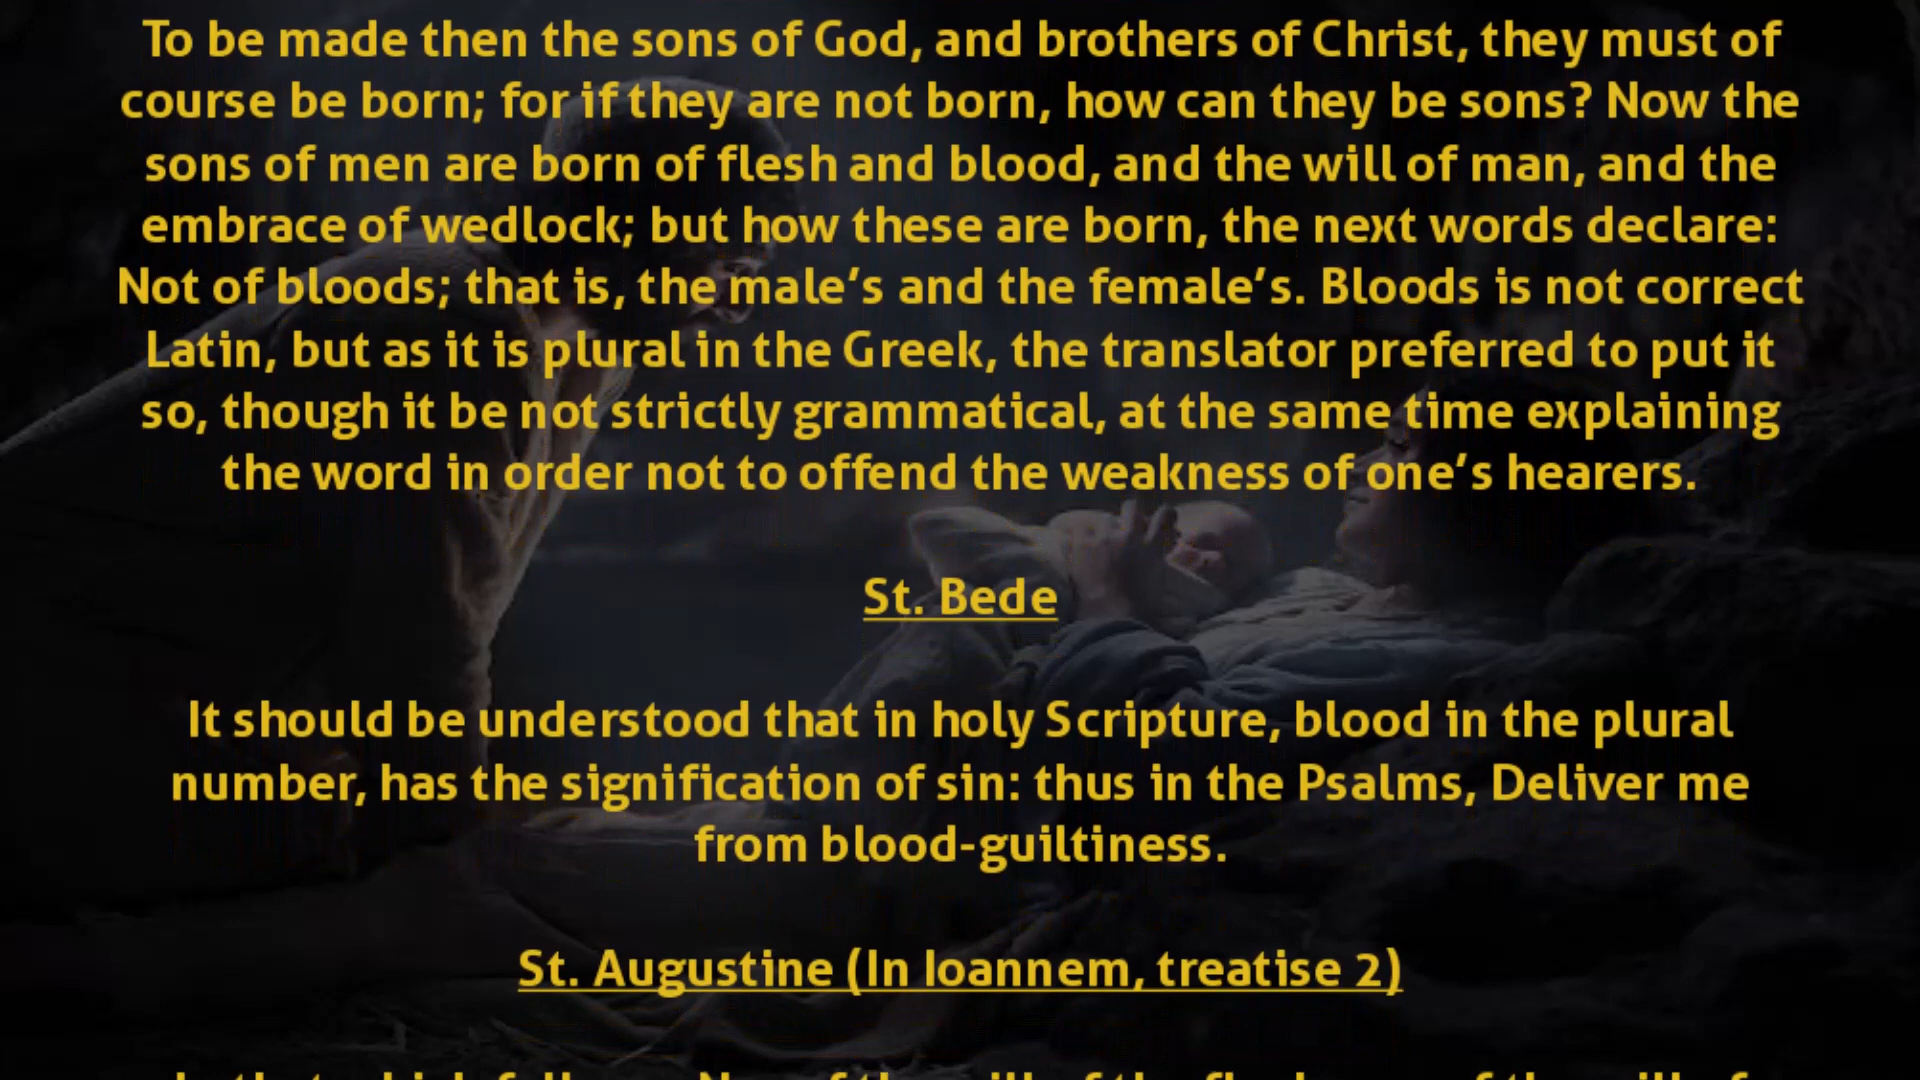 To be made then the sons of God, and brothers of Christ, they must of
course be born; for if they are not born, how can they be sons? Now the
sons of men are born of flesh and blood, and the will of man, and the
embrace of wedlock; but how these are born, the next words declare:
Not of bloods; that is, the male’s and the female’s. Bloods is not correct
Latin, but as it is plural in the Greek, the translator preferred to put it
so, though it be not strictly grammatical, at the same time explaining
the word in order not to offend the weakness of one’s hearers.
St. Bede
It should be understood that in holy Scripture, blood in the plural
number, has the signification of sin: thus in the Psalms, Deliver me
from blood-guiltiness.
St. Augustine (In Ioannem, treatise 2)